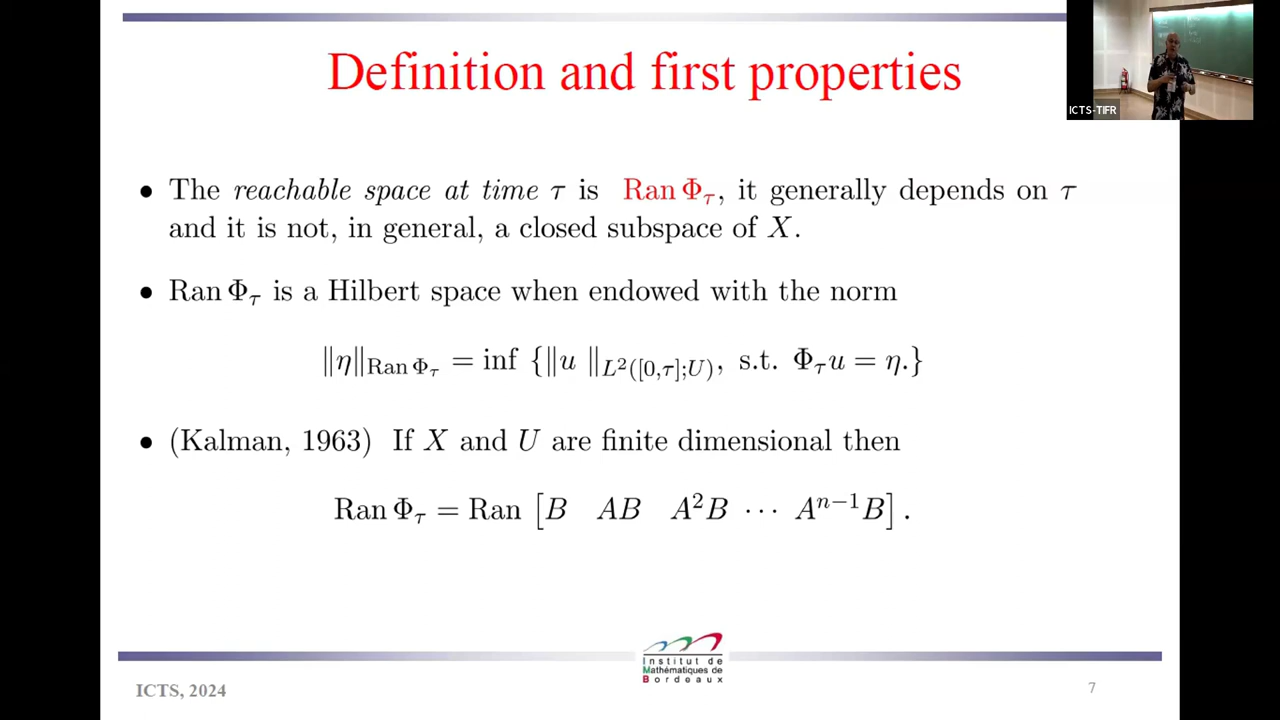 Definition and first properties
ICTS-TIFR
• The reachable space at time τ is Ran Φ_τ, it generally depends on τ
and it is not, in general, a closed subspace of X.
• Ran Φ_τ is a Hilbert space when endowed with the norm
‖η‖_{Ran Φ_τ} = inf {‖u ‖_{L²([0,τ];U)}, s.t. Φ_τ u = η.}
• (Kalman, 1963) If X and U are finite dimensional then
Ran Φ_τ = Ran [B AB A²B ⋯ Aⁿ⁻¹B] .
Institut de
Mathématiques de
Bordeaux
ICTS, 2024
7